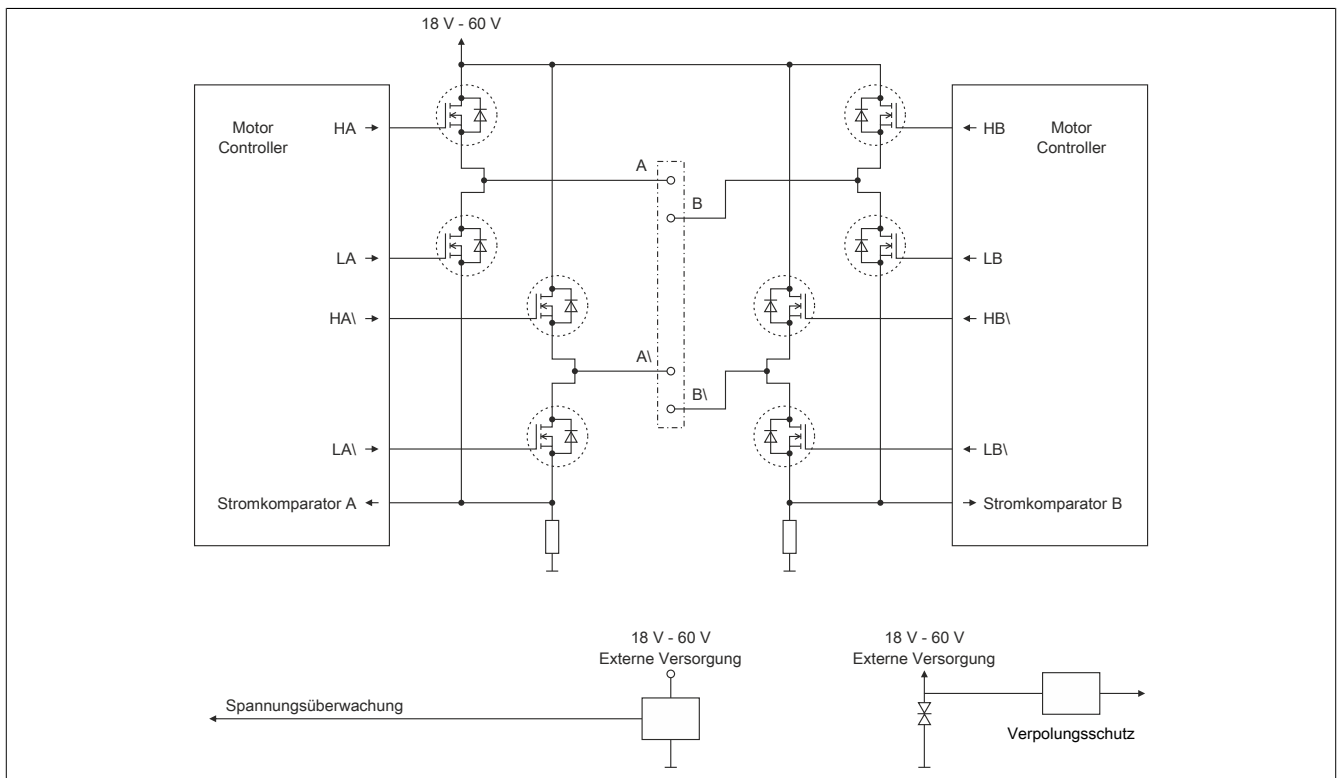 18 V - 60 V
Motor
Controller
HA
LA
HA\
LA\
Stromkomparator A
A
B
A\
B\
Motor
Controller
HB
LB
HB\
LB\
Stromkomparator B
18 V - 60 V
Externe Versorgung
Spannungsüberwachung
18 V - 60 V
Externe Versorgung
Verpolungsschutz